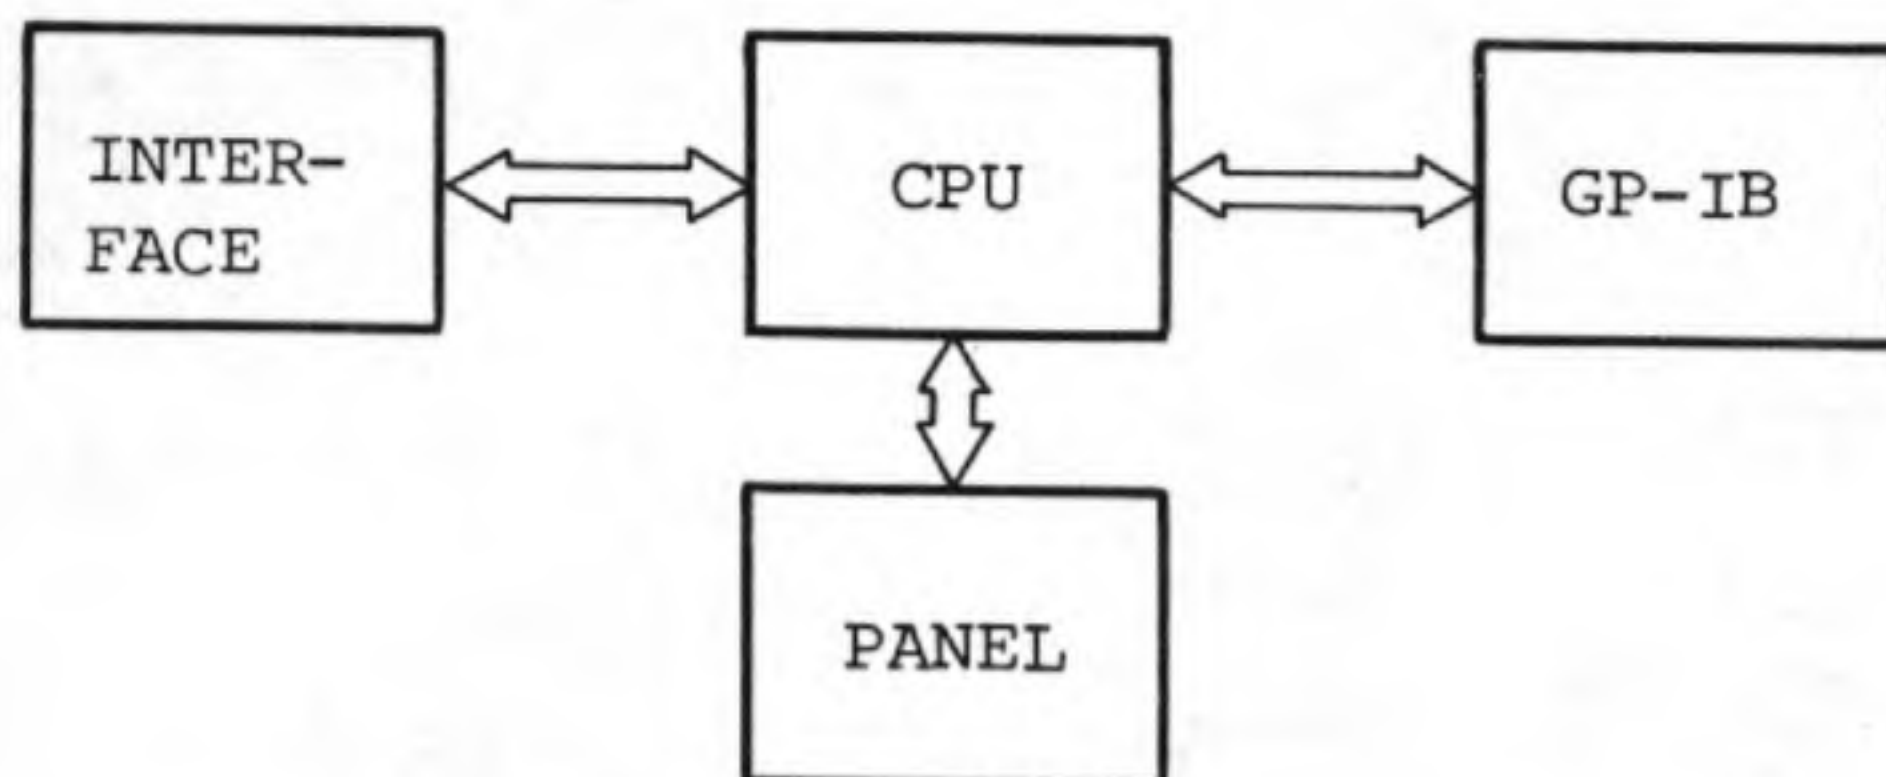 INTER-
FACE
CPU
GP-IB
PANEL